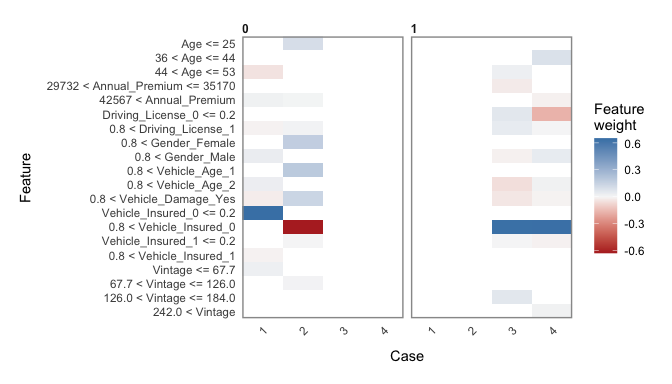 0
1
Age <= 25
36 < Age <= 44
44 < Age <= 53
29732 < Annual_Premium <= 35170
42567 < Annual_Premium
Driving_License_0 <= 0.2
0.8 < Driving_License_1
0.8 < Gender_Female
0.8 < Gender_Male
0.8 < Vehicle_Age_1
0.8 < Vehicle_Age_2
0.8 < Vehicle_Damage_Yes
Vehicle_Insured_0 <= 0.2
0.8 < Vehicle_Insured_0
Vehicle_Insured_1 <= 0.2
0.8 < Vehicle_Insured_1
Vintage <= 67.7
67.7 < Vintage <= 126.0
126.0 < Vintage <= 184.0
242.0 < Vintage
Feature
1 2 3 4
1 2 3 4
Case
Feature
weight
0.6
0.3
0.0
-0.3
-0.6